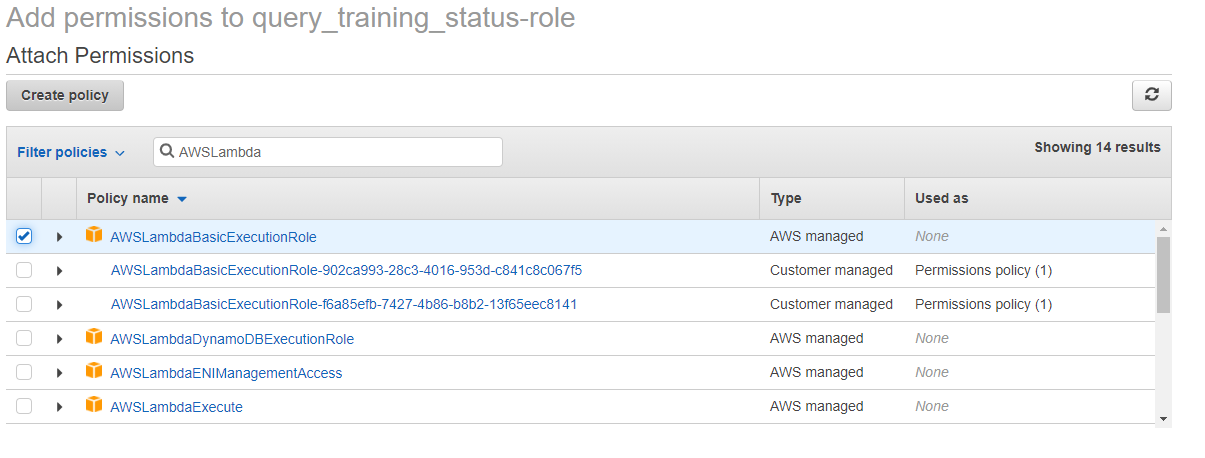 Add permissions to query_training_status-role
Attach Permissions
Create policy
Filter policies AWSLambda Showing 14 results
Policy name Type Used as
AWSLambdaBasicExecutionRole AWS managed None
AWSLambdaBasicExecutionRole-902ca993-28c3-4016-953d-c841c8c067f5 Customer managed Permissions policy (1)
AWSLambdaBasicExecutionRole-f6a85efb-7427-4b86-b8b2-13f65eec8141 Customer managed Permissions policy (1)
AWSLambdaDynamoDBExecutionRole AWS managed None
AWSLambdaENIManagementAccess AWS managed None
AWSLambdaExecute AWS managed None